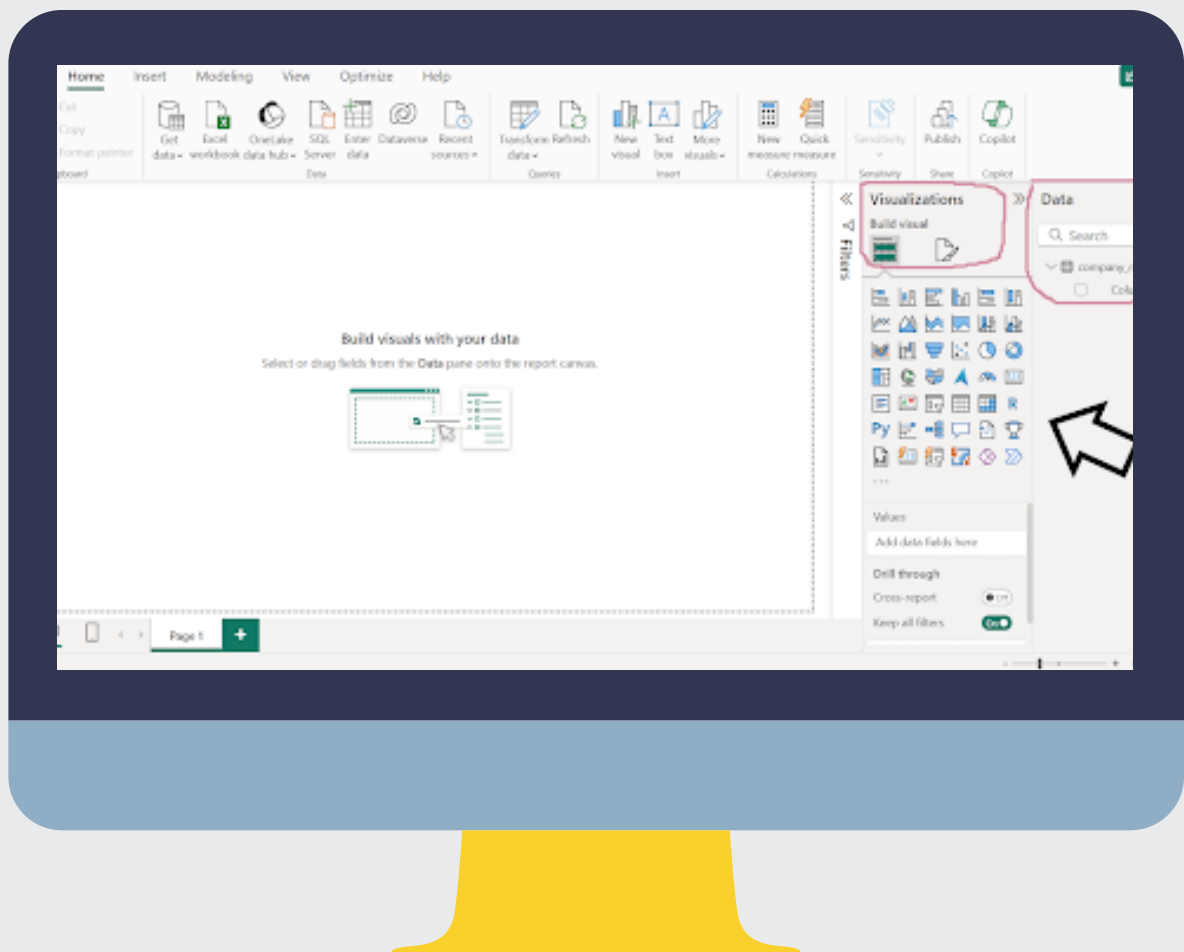 Home Insert Modeling View Optimize Help
Cut
Copy
Format painter
Get data
Excel workbook
OneLake data hub
SQL Server
Enter data
Dataverse
Recent sources
Data
Transform data
Refresh
Queries
New visual
Text box
More visuals
Insert
New measure
Quick measure
Calculations
Sensitivity
Sensitivity
Publish
Share
Copilot
Copilot
Build visuals with your data
Select or drag fields from the Data pane onto the report canvas.
Filters
Visualizations
Build visual
R
Py
Values
Add data fields here
Drill through
Cross-report
Off
Keep all filters
On
Data
Search
Page 1